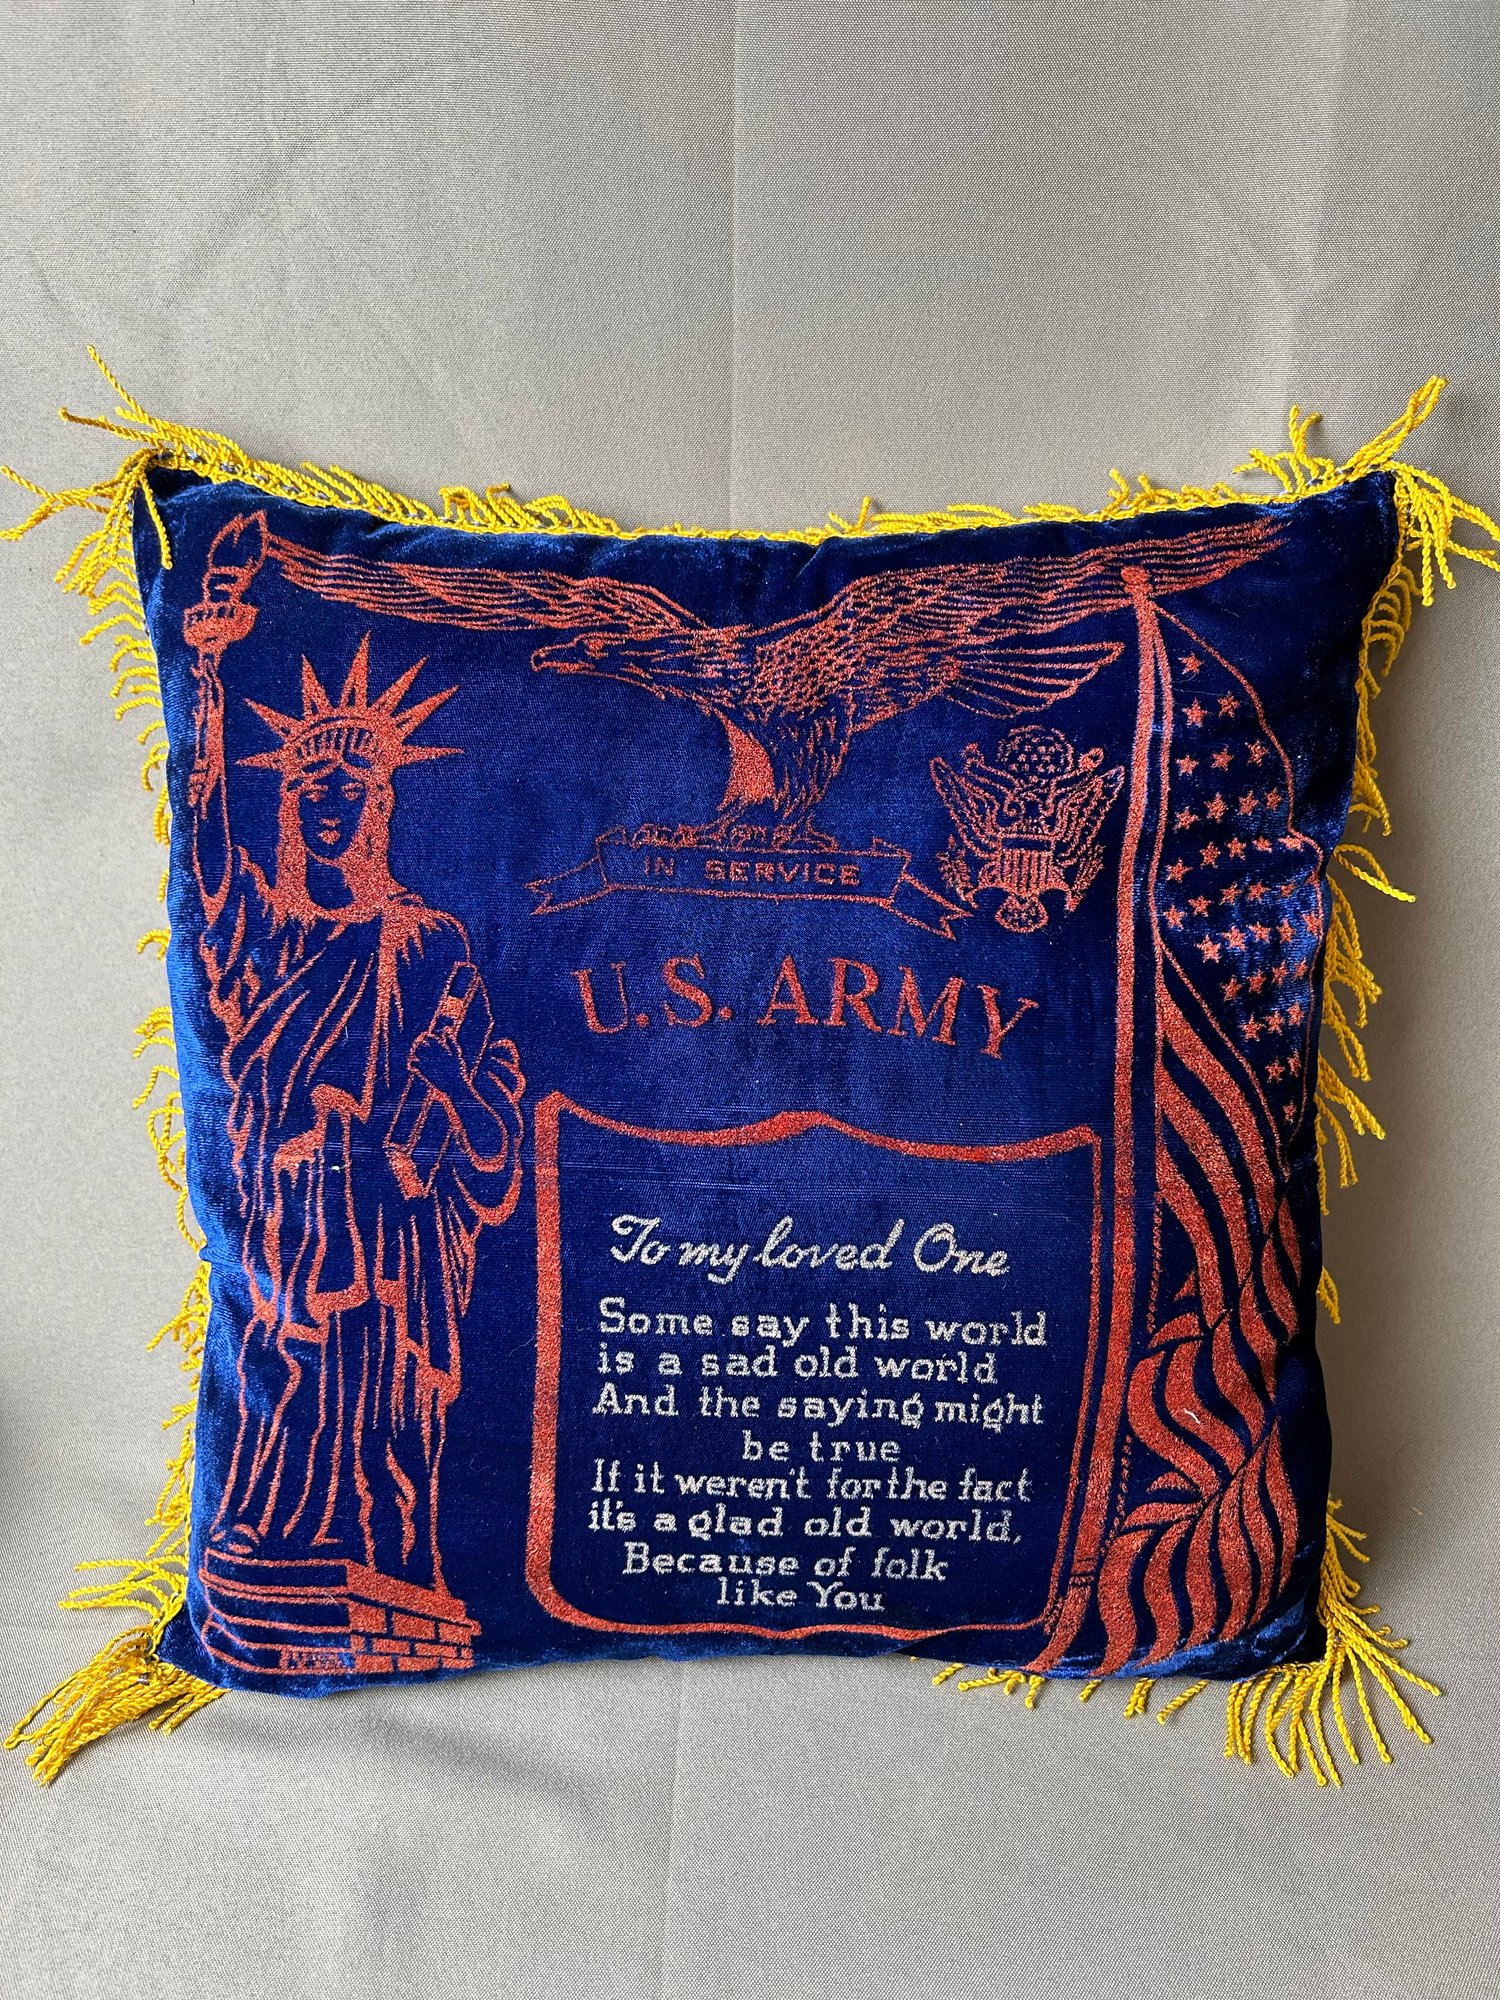 IN SERVICE
U.S. ARMY
To my loved One
Some say this world
is a sad old world
And the saying might
be true
If it weren't for the fact
it's a glad old world,
Because of folk
like You